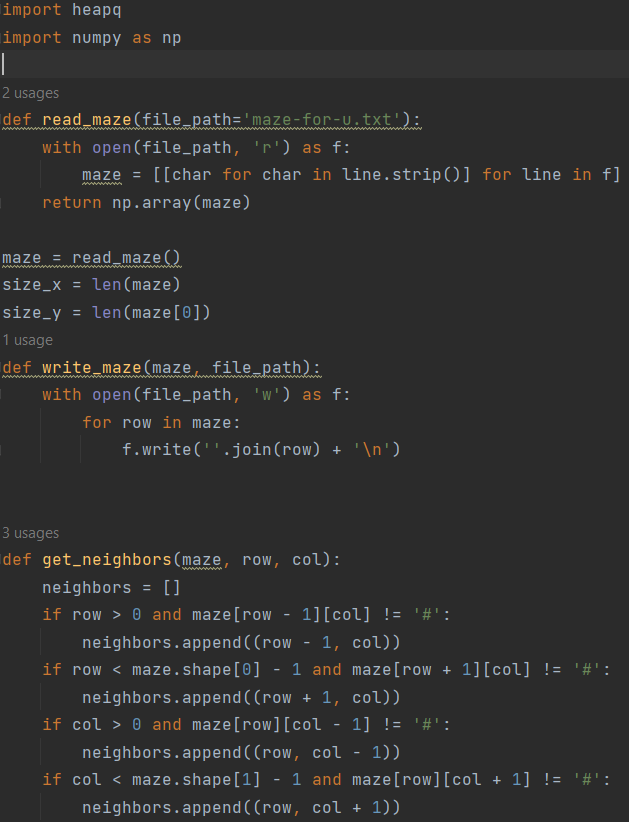 import heapq
import numpy as np
2 usages
def read_maze(file_path='maze-for-u.txt'):
    with open(file_path, 'r') as f:
        maze = [[char for char in line.strip()] for line in f]
    return np.array(maze)
maze = read_maze()
size_x = len(maze)
size_y = len(maze[0])
1 usage
def write_maze(maze, file_path):
    with open(file_path, 'w') as f:
        for row in maze:
            f.write(''.join(row) + '\n')
3 usages
def get_neighbors(maze, row, col):
    neighbors = []
    if row > 0 and maze[row - 1][col] != '#':
        neighbors.append((row - 1, col))
    if row < maze.shape[0] - 1 and maze[row + 1][col] != '#':
        neighbors.append((row + 1, col))
    if col > 0 and maze[row][col - 1] != '#':
        neighbors.append((row, col - 1))
    if col < maze.shape[1] - 1 and maze[row][col + 1] != '#':
        neighbors.append((row, col + 1))